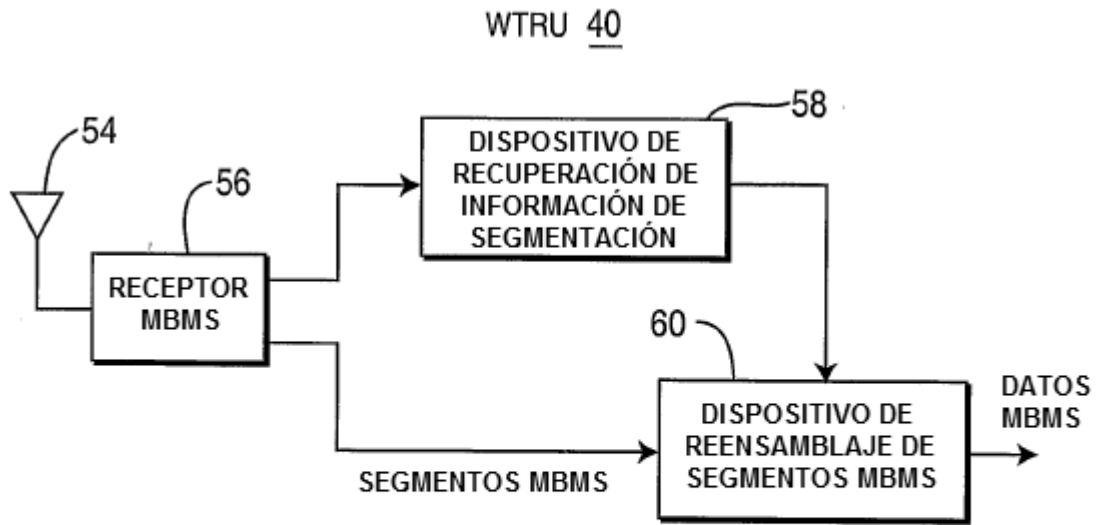 WTRU 40
54
56
RECEPTOR
MBMS
58
DISPOSITIVO DE
RECUPERACIÓN DE
INFORMACIÓN DE
SEGMENTACIÓN
60
DISPOSITIVO DE
REENSAMBLAJE DE
SEGMENTOS MBMS
SEGMENTOS MBMS
DATOS
MBMS